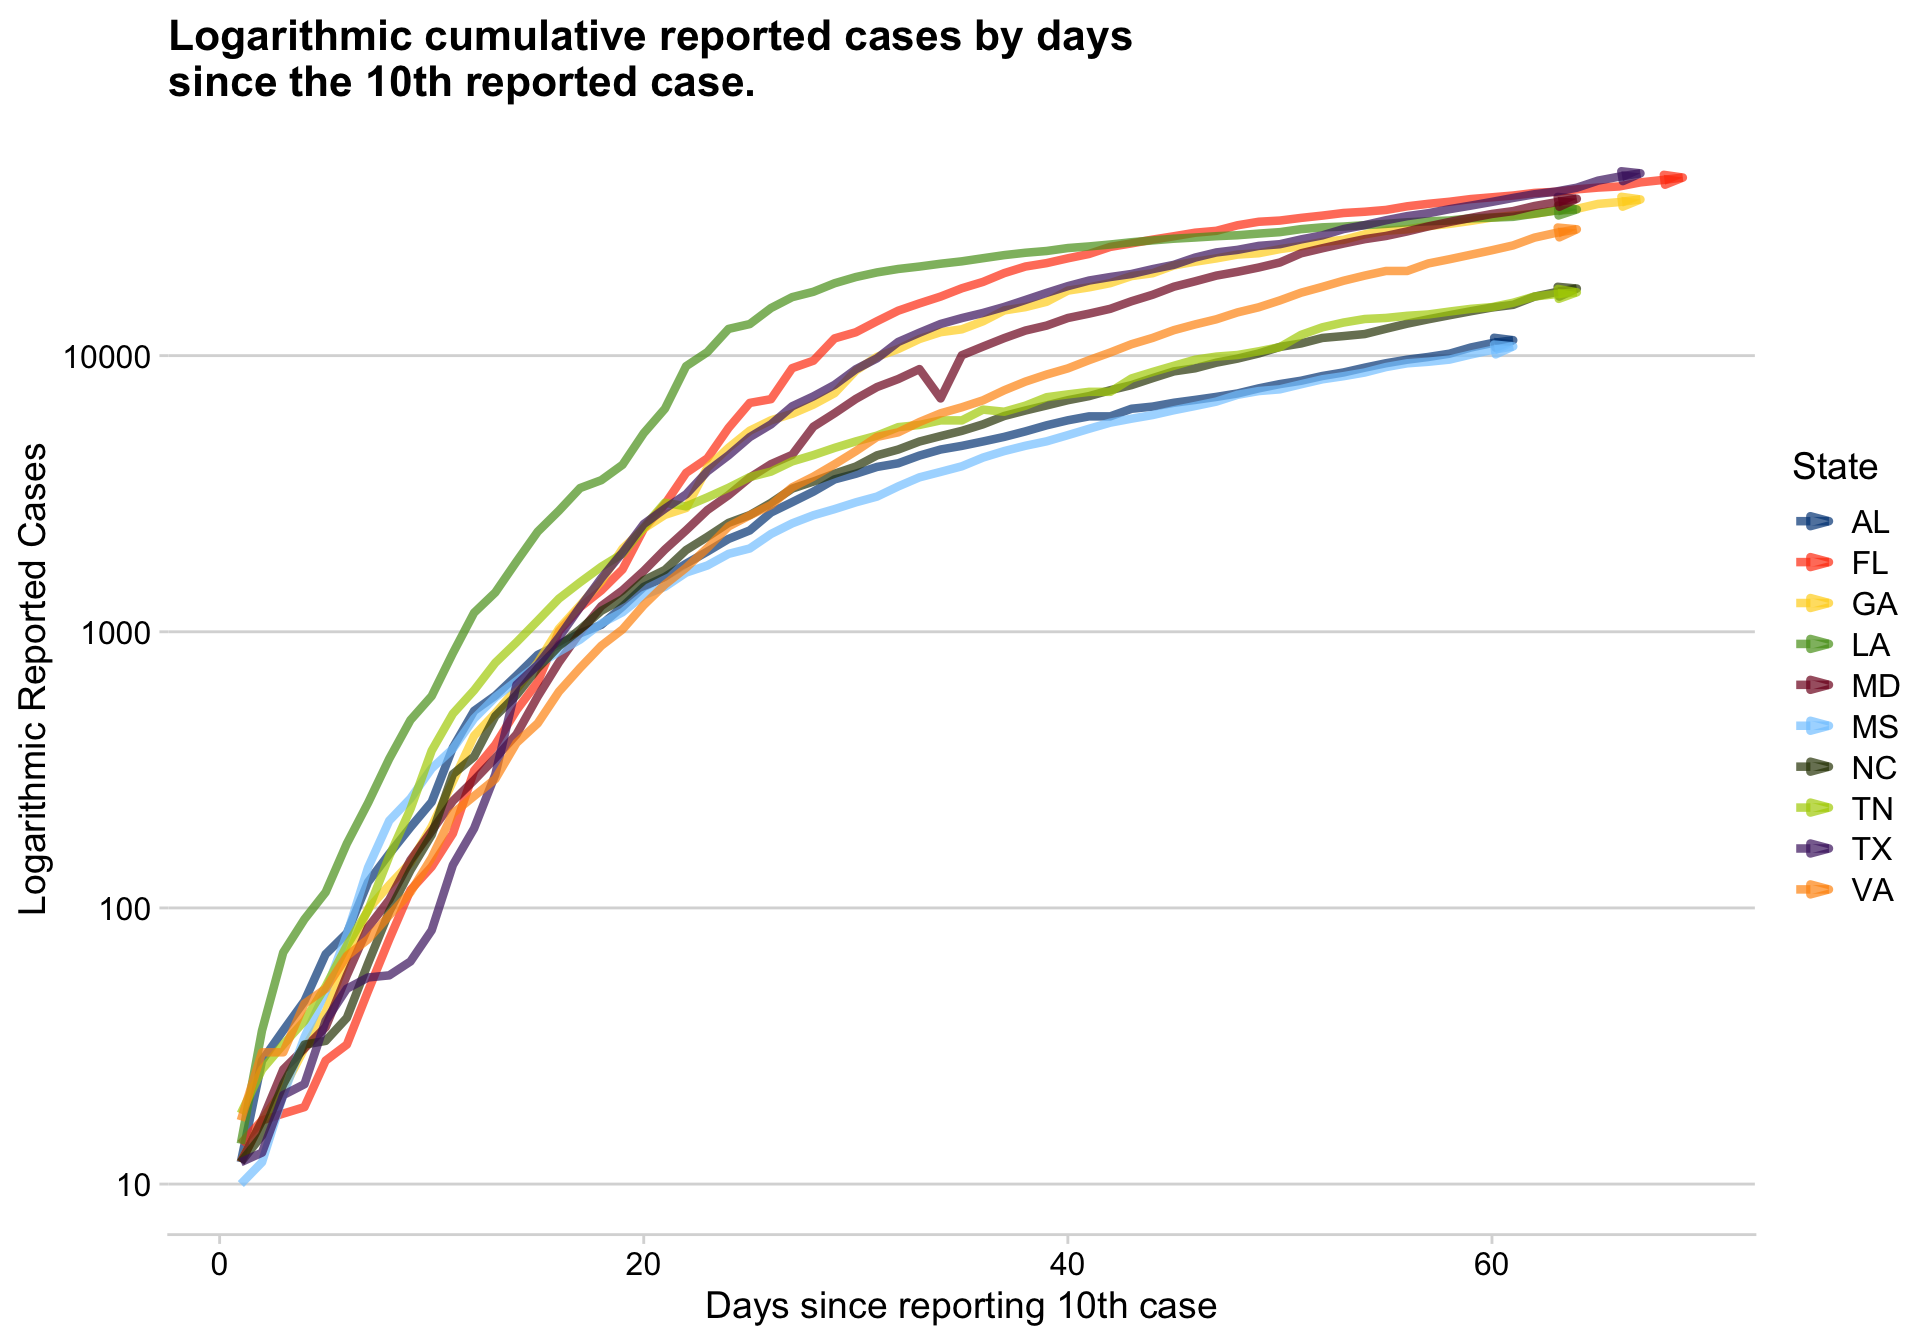 Logarithmic cumulative reported cases by days
since the 10th reported case.
Logarithmic Reported Cases
10000
1000
100
10
0
20
40
60
Days since reporting 10th case
State
AL
FL
GA
LA
MD
MS
NC
TN
TX
VA